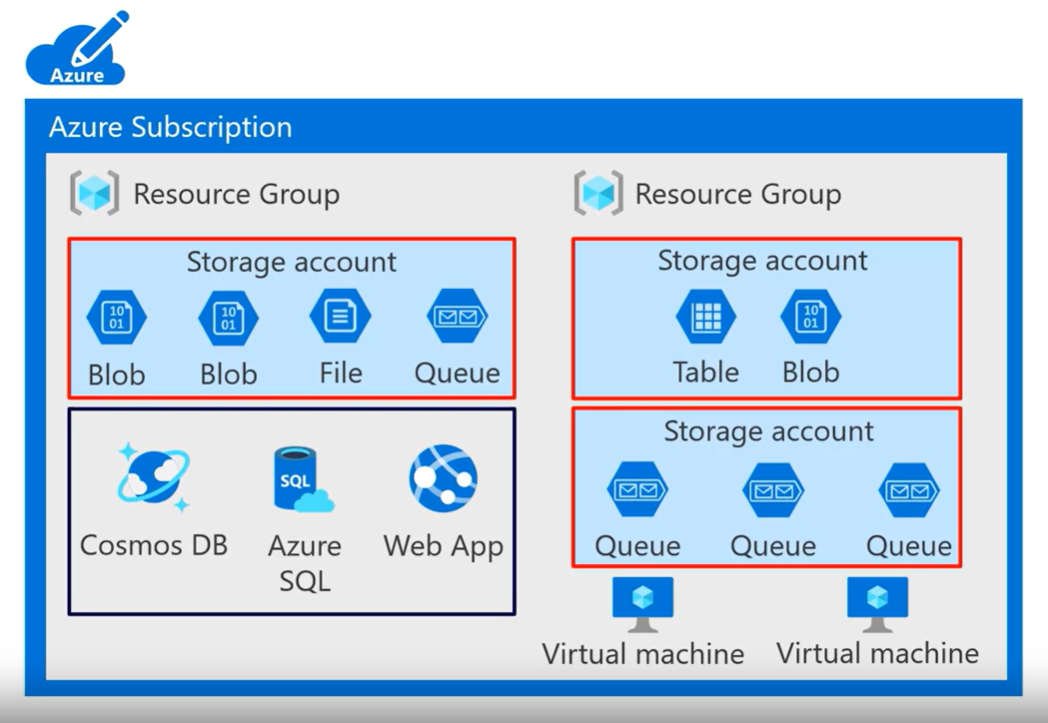 Azure
Azure Subscription
Resource Group
Storage account
10
01
10
01
Blob
Blob
File
Queue
SQL
Cosmos DB
Azure
SQL
Web App
Resource Group
Storage account
10
01
Table
Blob
Storage account
Queue
Queue
Queue
Virtual machine
Virtual machine